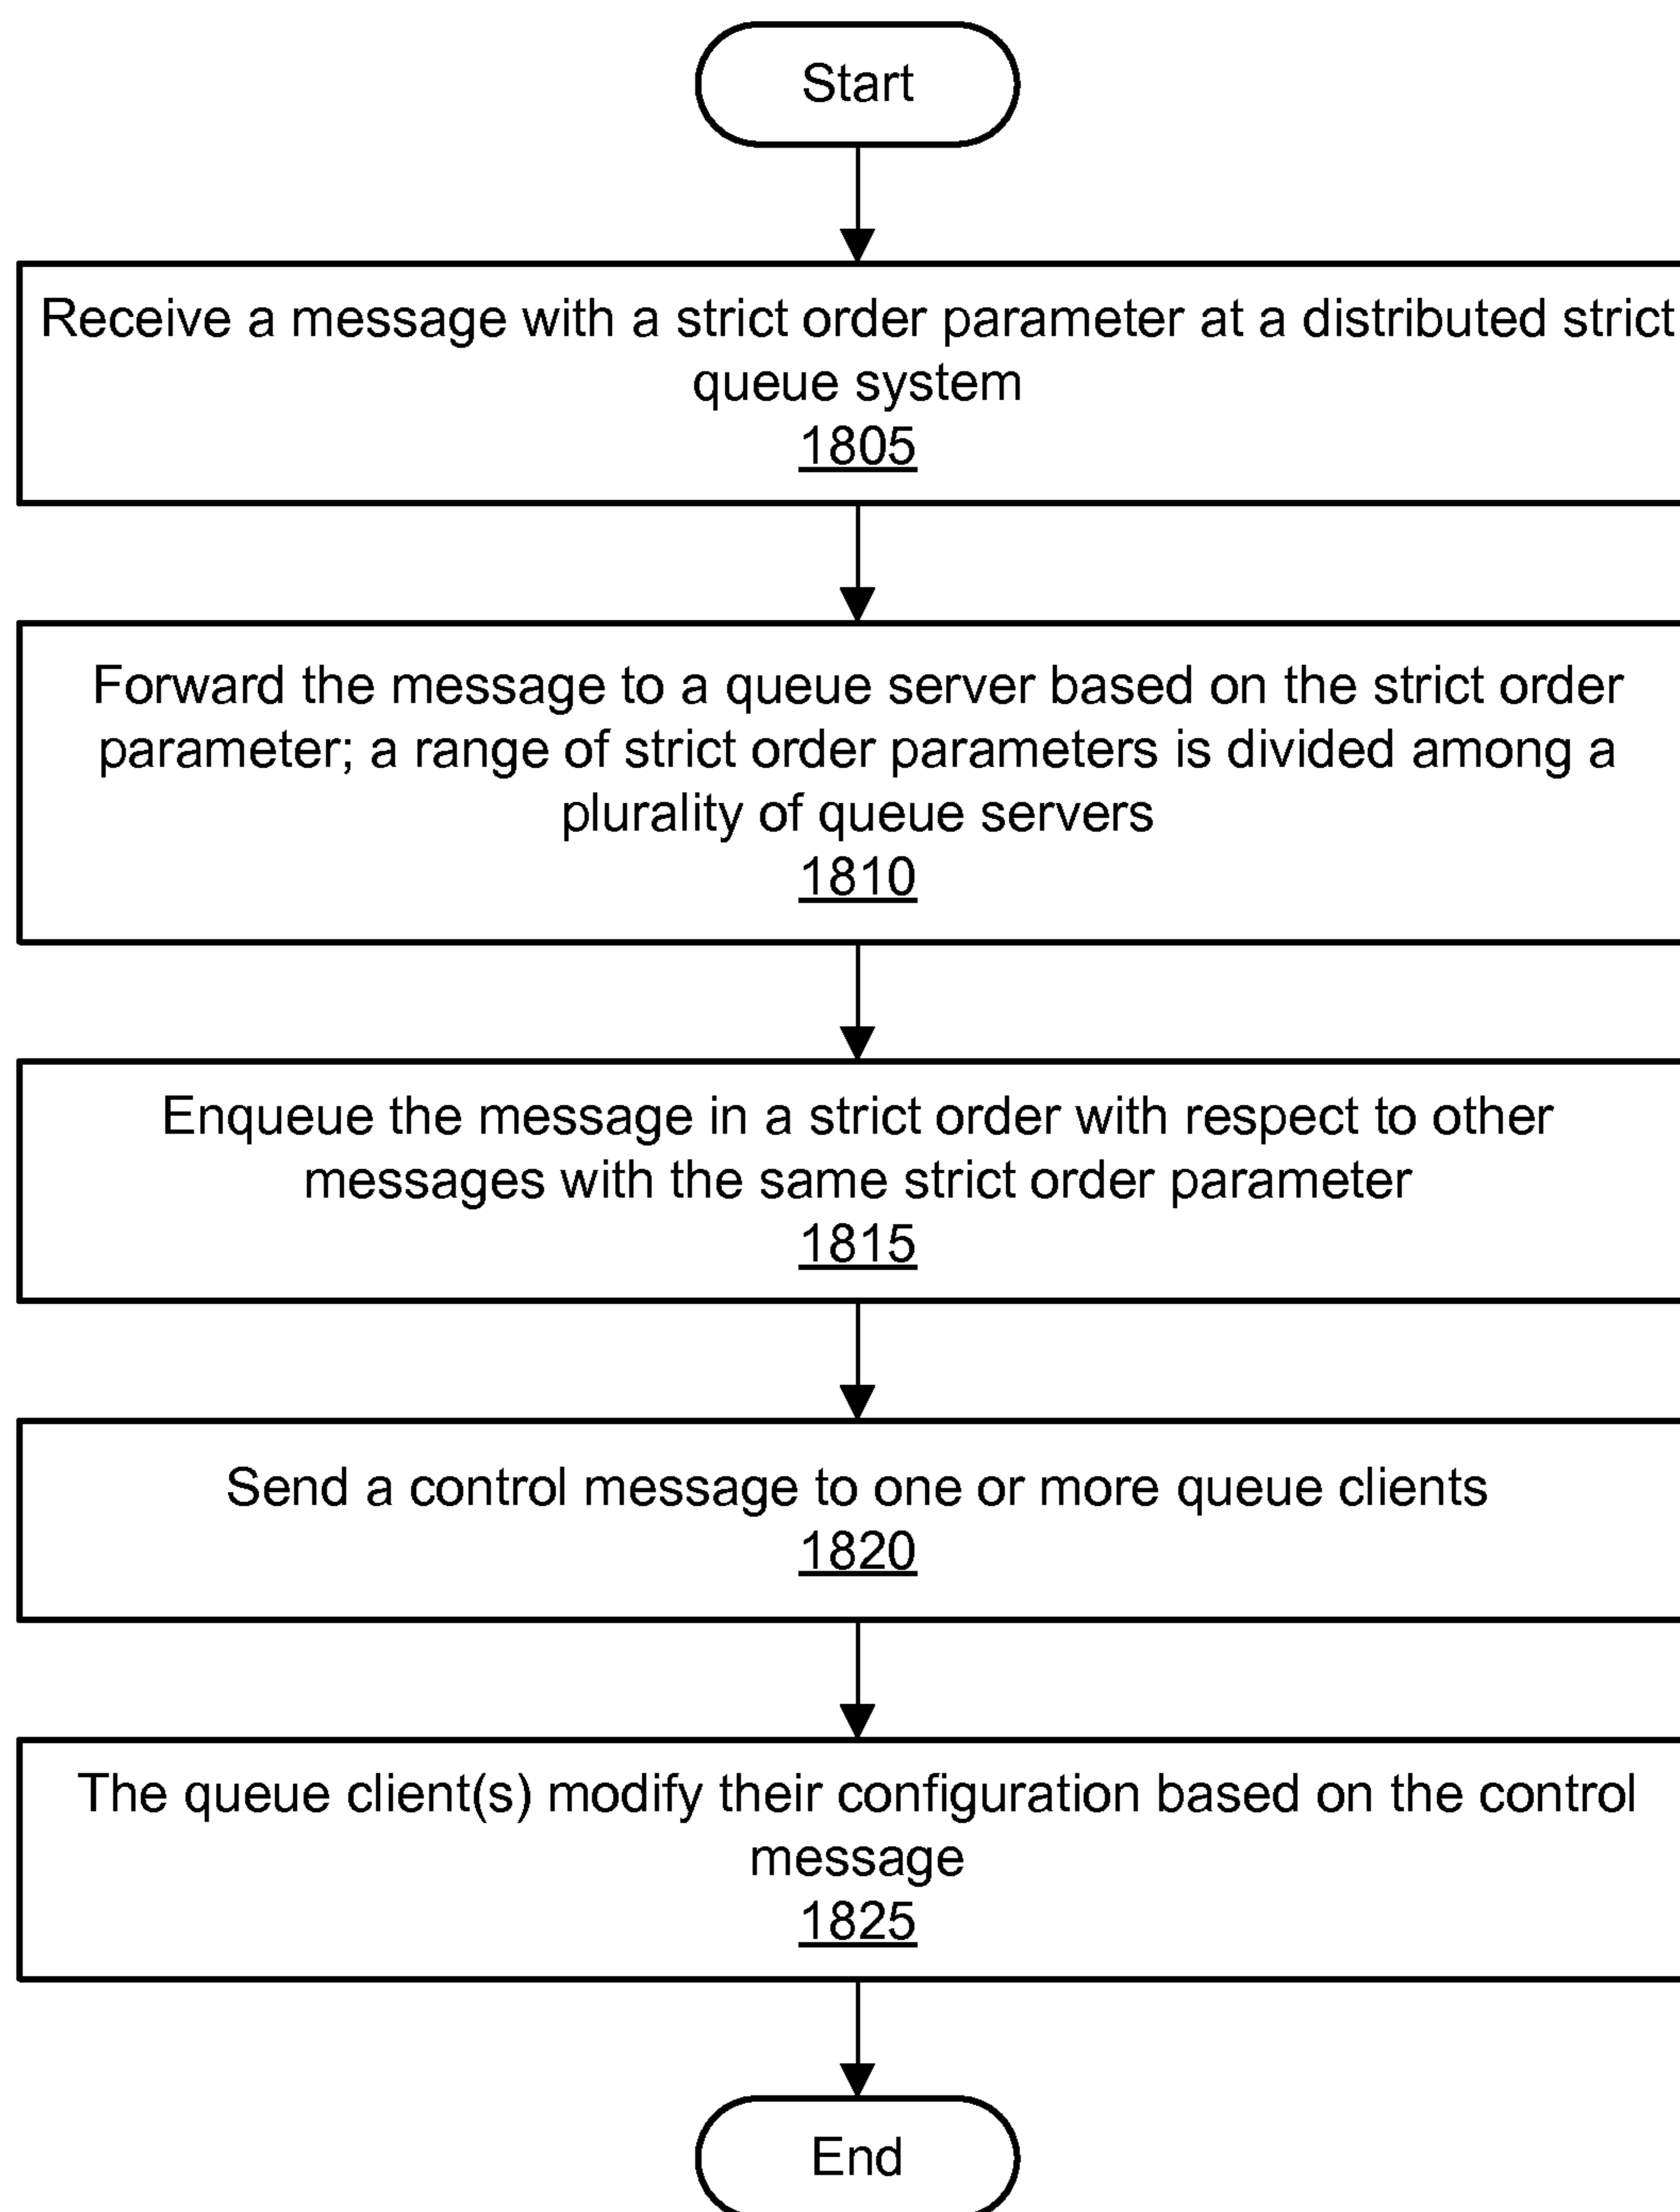 Start
Receive a message with a strict order parameter at a distributed strict
queue system
1805
Forward the message to a queue server based on the strict order
parameter; a range of strict order parameters is divided among a
plurality of queue servers
1810
Enqueue the message in a strict order with respect to other
messages with the same strict order parameter
1815
Send a control message to one or more queue clients
1820
The queue client(s) modify their configuration based on the control
message
1825
End